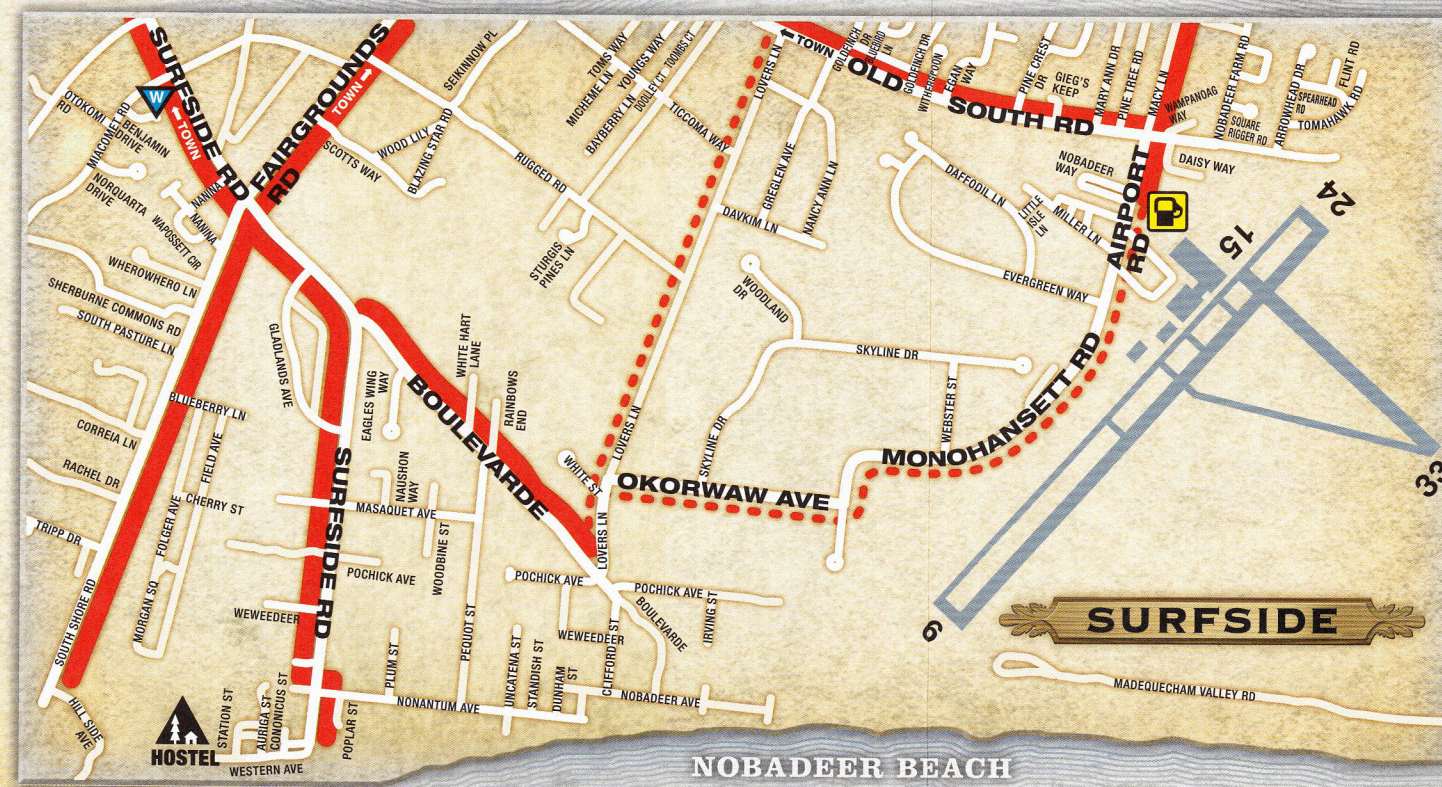 SURFSIDE RD
TOWN
W
FAIRGROUNDS
RD
TOWN
SEIKINNOW PL
OTOKOMI
RD
MIACOMET RD
BENJAMIN
DRIVE
NORQUARTA
DRIVE
NANINA
NANINA
WAPOSSETT CIR
WHEROWHERO LN
SHERBURNE COMMONS RD
SOUTH PASTURE LN
SCOTTS WAY
WOOD LILY
BLAZING STAR RD
RUGGED RD
TOMS WAY
MICHEME LN
YOUNGS WAY
BAYBERRY LN
DOOLEY CT
TOOMBS CT
TICCOMA WAY
STURGIS
PINES LN
LOVERS LN
TOWN
OLD
SOUTH RD
GOLDFINCH
DR
BLUEBIRD
LN
GOLDFINCH DR
WITHERSPOON
EGAN
WAY
PINE CREST
DR
GIEG'S
KEEP
MARY ANN DR
PINE TREE RD
MACY LN
WAMPANOAG
WAY
NOBADEER FARM RD
SQUARE
RIGGER RD
ARROWHEAD DR
SPEARHEAD
RD
FLINT RD
TOMAHAWK RD
DAISY WAY
NOBADEER
WAY
GREGLEN AVE
NANCY ANN LN
DAVKIM LN
DAFFODIL LN
LITTLE
ISLE
LN
MILLER LN
AIRPORT
RD
EVERGREEN WAY
WOODLAND
DR
SKYLINE DR
SKYLINE DR
WEBSTER ST
MONOHANSETT RD
OKORWAW AVE
WHITE ST
LOVERS LN
LOVERS LN
15
24
33
6
GLADLANDS AVE
EAGLES WING
WAY
BOULEVARDE
WHITE HART
LANE
RAINBOWS
END
BLUEBERRY LN
CORREIA LN
RACHEL DR
TRIPP DR
FIELD AVE
FOLGER AVE
CHERRY ST
MORGAN SQ
SOUTH SHORE RD
HILL SIDE
AVE
SURFSIDE RD
NAUSHON
WAY
MASAQUET AVE
WOODBINE ST
POCHICK AVE
WEWEEDEER
PLUM ST
PEQUOT ST
NONANTUM AVE
POCHICK AVE
POCHICK AVE
WEWEEDEER
UNCATENA ST
STANDISH ST
DUNHAM
ST
CLIFFORD ST
BOULEVARDE
IRVING ST
NOBADEER AVE
HOSTEL
STATION ST
AURIGA ST
CONONICUS ST
WESTERN AVE
POPLAR ST
SURFSIDE
MADEQUECHAM VALLEY RD
NOBADEER BEACH